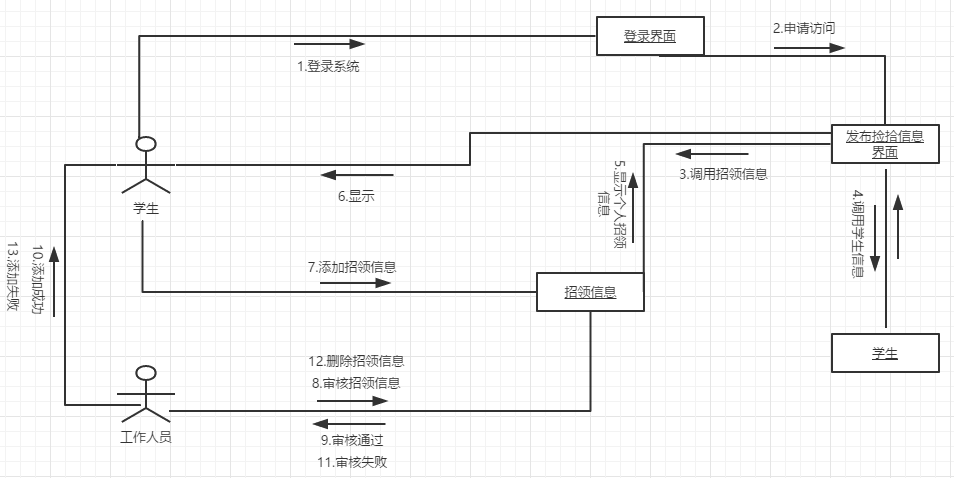 登录界面
2.申请访问
1.登录系统
发布捡拾信息
界面
3.调用招领信息
5.显示个人招领
信息
6.显示
4.调用学生信息
学生
7.添加招领信息
招领信息
10.添加成功
13.添加失败
学生
12.删除招领信息
8.审核招领信息
工作人员
9.审核通过
11.审核失败